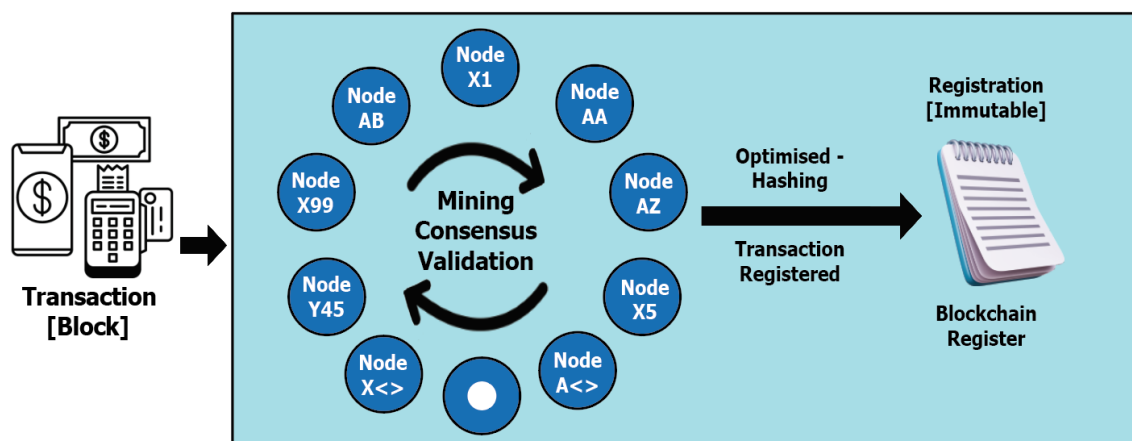 Transaction
[Block]
Node
X1
Node
AB
Node
AA
Node
X99
Node
AZ
Mining
Consensus
Validation
Node
Y45
Node
X5
Node
X<>
Node
A<>
Optimised -
Hashing
Transaction
Registered
Registration
[Immutable]
Blockchain
Register